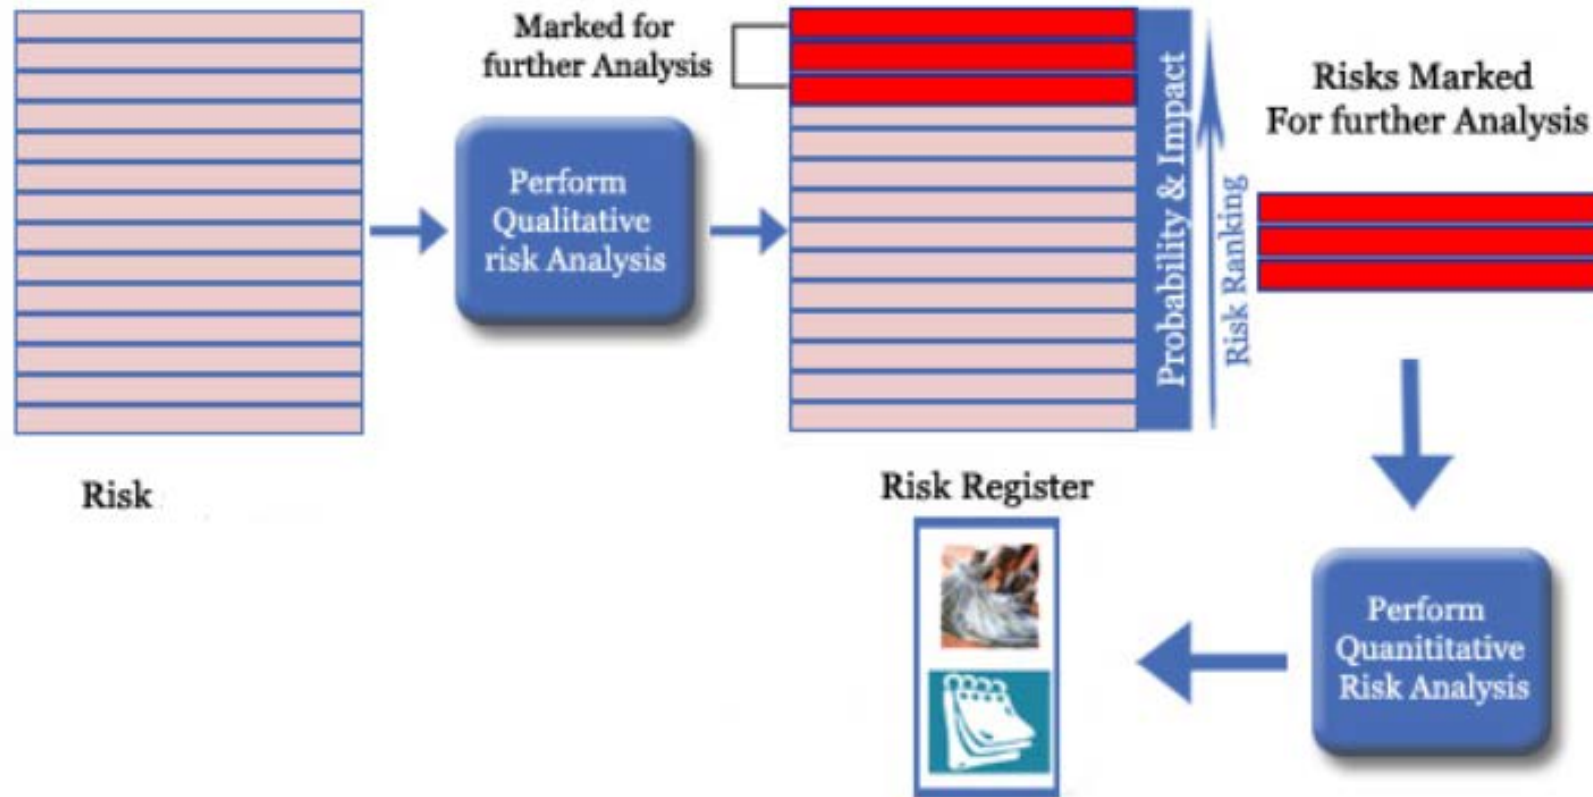 Marked for
further Analysis
Perform
Qualitative
risk Analysis
Probability & Impact
Risk Ranking
Risks Marked
For further Analysis
Risk
Risk Register
Perform
Quanititative
Risk Analysis